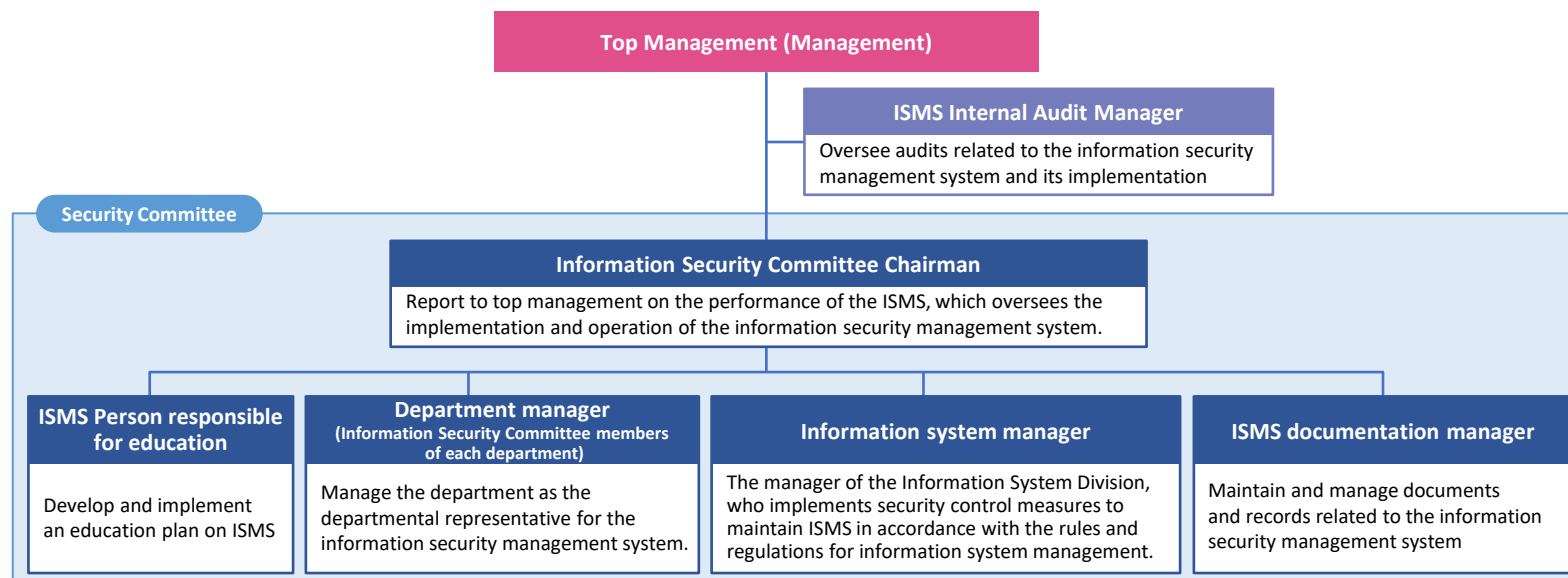 Top Management (Management)
ISMS Internal Audit Manager
Oversee audits related to the information security
management system and its implementation
Security Committee
Information Security Committee Chairman
Report to top management on the performance of the ISMS, which oversees the
implementation and operation of the information security management system.
ISMS Person responsible
for education
Develop and implement
an education plan on ISMS
Department manager
(Information Security Committee members
of each department)
Manage the department as the
departmental representative for the
information security management system.
Information system manager
The manager of the Information System Division,
who implements security control measures to
maintain ISMS in accordance with the rules and
regulations for information system management.
ISMS documentation manager
Maintain and manage documents
and records related to the information
security management system